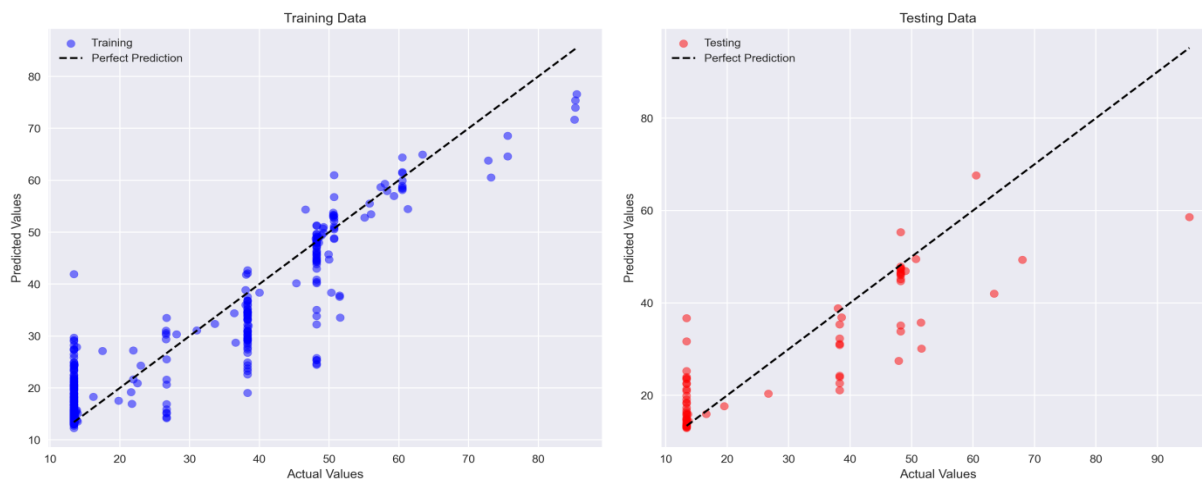 Training Data
Training
Perfect Prediction
80
70
60
50
40
30
20
10
Predicted Values
10 20 30 40 50 60 70 80
Actual Values
Testing Data
Testing
Perfect Prediction
80
60
40
20
Predicted Values
10 20 30 40 50 60 70 80 90
Actual Values